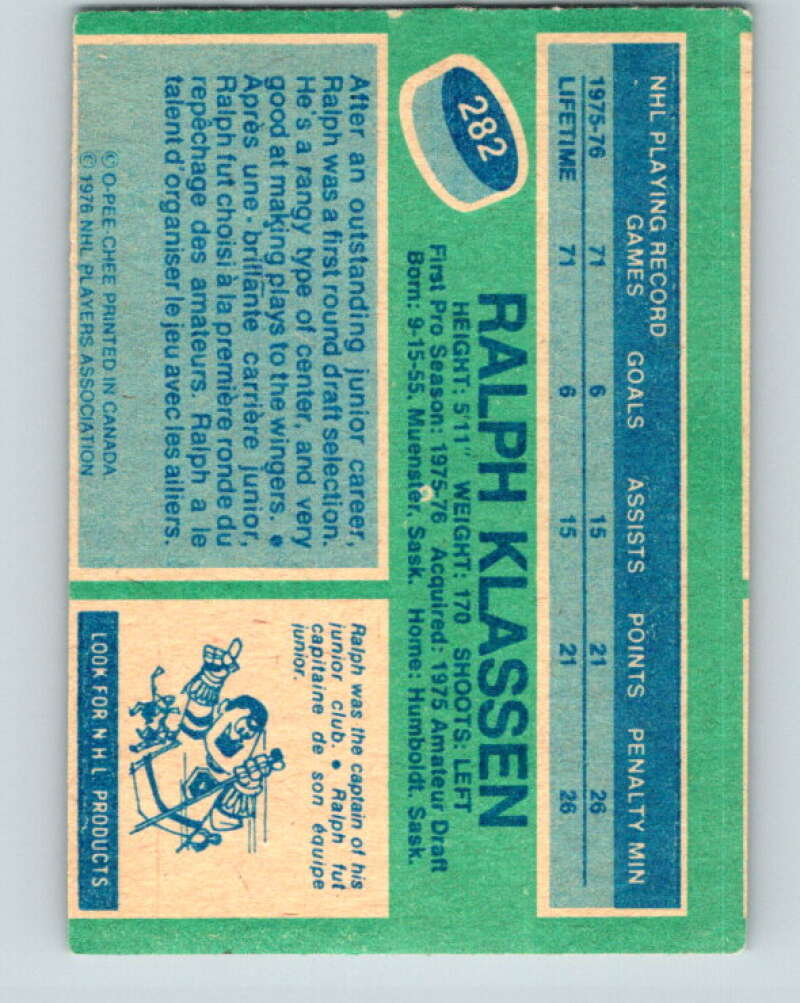 NHL PLAYING RECORD
GAMES GOALS ASSISTS POINTS PENALTY MIN
1975-76 71 6 15 21 26
LIFETIME 71 6 15 21 26
282
RALPH KLASSEN
HEIGHT: 5'11" WEIGHT: 170 SHOOTS: LEFT
First Pro Season: 1975-76 Acquired: 1975 Amateur Draft
Born: 9-15-55, Muenster, Sask. Home: Humboldt, Sask.
After an outstanding junior career,
Ralph was a first round draft selection.
He's a rangy type of center, and very
good at making plays to the wingers. •
Après une brillante carrière junior,
Ralph fut choisi à la première ronde du
repêchage des amateurs. Ralph a le
talent d'organiser le jeu avec les ailiers.
© O-PEE-CHEE PRINTED IN CANADA
© 1976 NHL PLAYERS ASSOCIATION
Ralph was the captain of his
junior club. • Ralph fut
capitaine de son équipe
junior.
LOOK FOR N.H.L. PRODUCTS